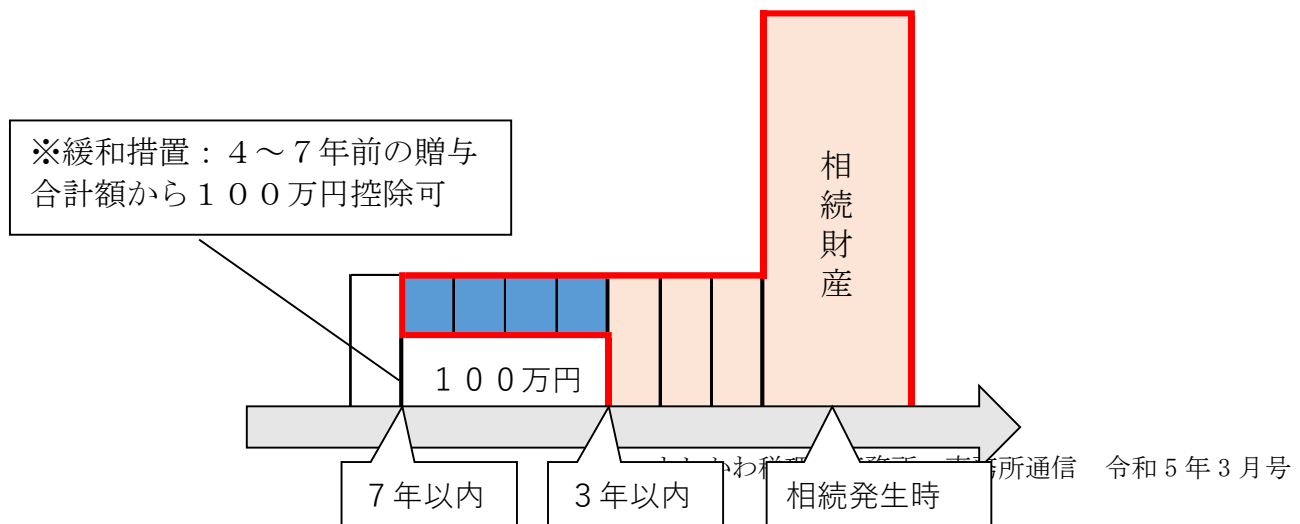 ※緩和措置：４～７年前の贈与
合計額から１００万円控除可
相続財産
１００万円
所通信　令和５年３月号
７年以内
３年以内
相続発生時